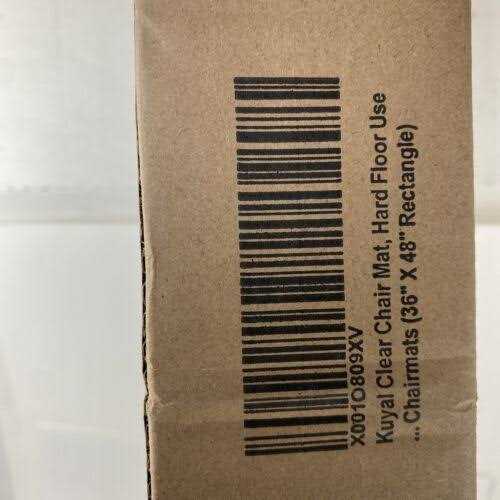 X001O809XV
Kuyal Clear Chair Mat, Hard Floor Use
... Chairmats (36" X 48" Rectangle)